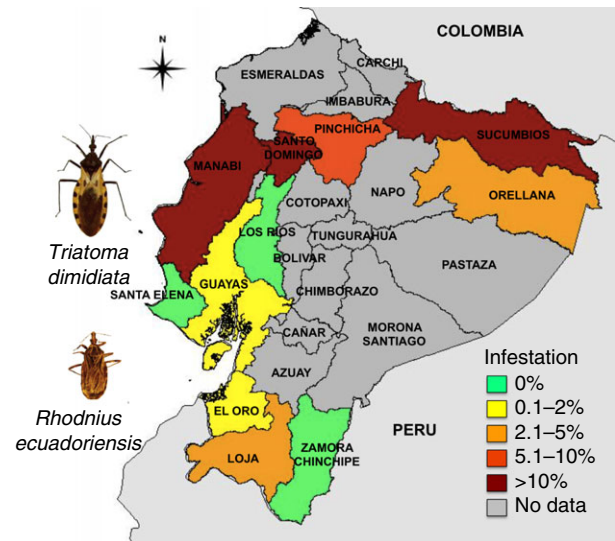 COLOMBIA
N
ESMERALDAS
CARCHI
IMBABURA
PINCHICHA
SUCUMBIOS
SANTO
DOMINGO
MANABI
NAPO
ORELLANA
COTOPAXI
LOS RIOS
TUNGURAHUA
Triatoma
dimidiata
BOLIVAR
PASTAZA
SANTA ELENA
GUAYAS
CHIMBORAZO
CAÑAR
MORONA
SANTIAGO
AZUAY
Rhodnius
ecuadoriensis
EL ORO
PERU
ZAMORA
CHINCHIPE
LOJA
Infestation
0%
0.1–2%
2.1–5%
5.1–10%
>10%
No data